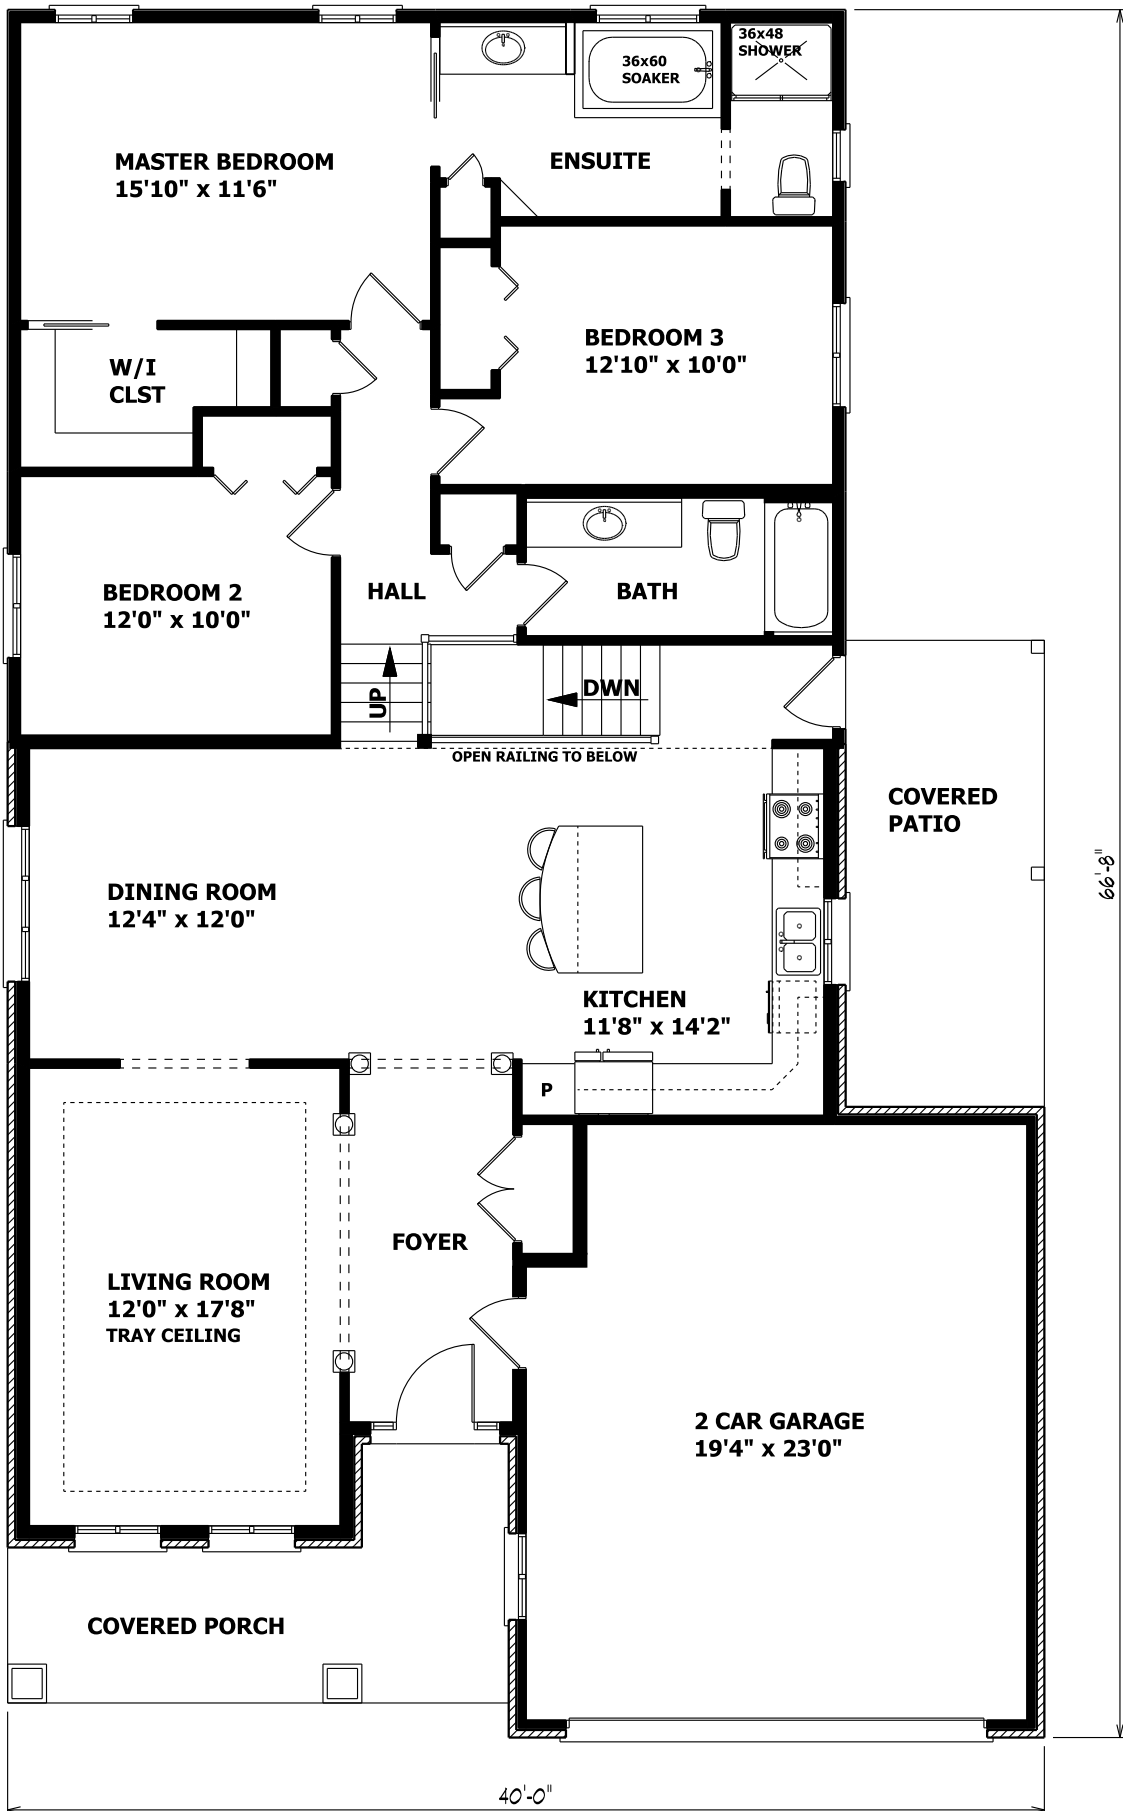 36x48
SHOWER
36x60
SOAKER
MASTER BEDROOM
15'10" x 11'6"
ENSUITE
BEDROOM 3
12'10" x 10'0"
W/I
CLST
BEDROOM 2
12'0" x 10'0"
HALL
BATH
UP
DWN
OPEN RAILING TO BELOW
COVERED
PATIO
66'-8"
DINING ROOM
12'4" x 12'0"
KITCHEN
11'8" x 14'2"
P
FOYER
LIVING ROOM
12'0" x 17'8"
TRAY CEILING
2 CAR GARAGE
19'4" x 23'0"
COVERED PORCH
40'-0"